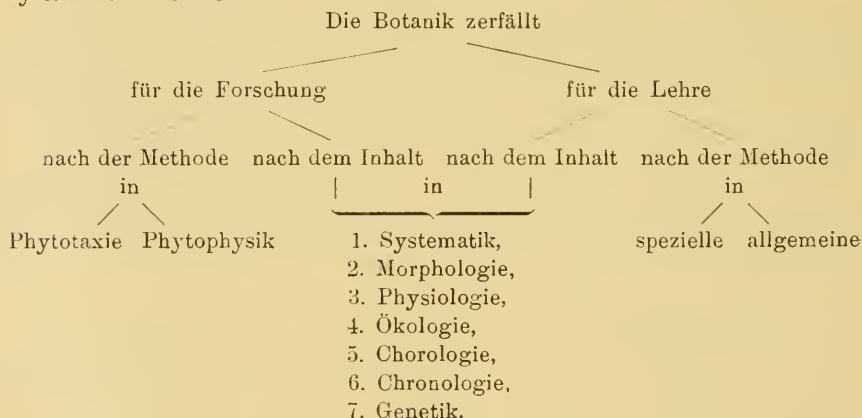 Die Botanik zerfällt
für die Forschung für die Lehre
nach der Methode nach dem Inhalt nach dem Inhalt nach der Methode
in in in
Phytotaxie Phytophysik 1. Systematik, spezielle allgemeine
2. Morphologie,
3. Physiologie,
4. Ökologie,
5. Chorologie,
6. Chronologie,
7. Genetik.